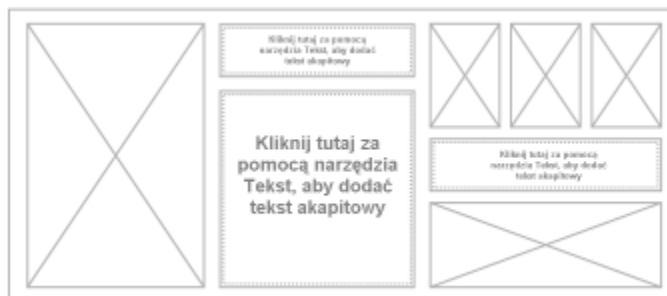 Kliknij tutaj za pomocą
narzędzia Tekst, aby dodać
tekst akapitowy
Kliknij tutaj za
pomocą narzędzia
Tekst, aby dodać
tekst akapitowy
Kliknij tutaj za pomocą
narzędzia Tekst, aby dodać
tekst akapitowy